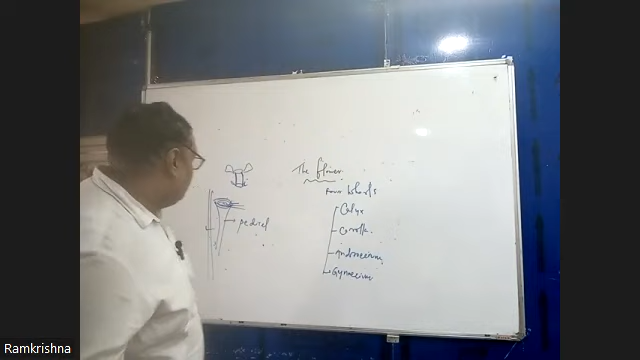 The flower
Four whorls
Calyx
Corolla
Androecium
Gynoecium
pedicel
Ramkrishna